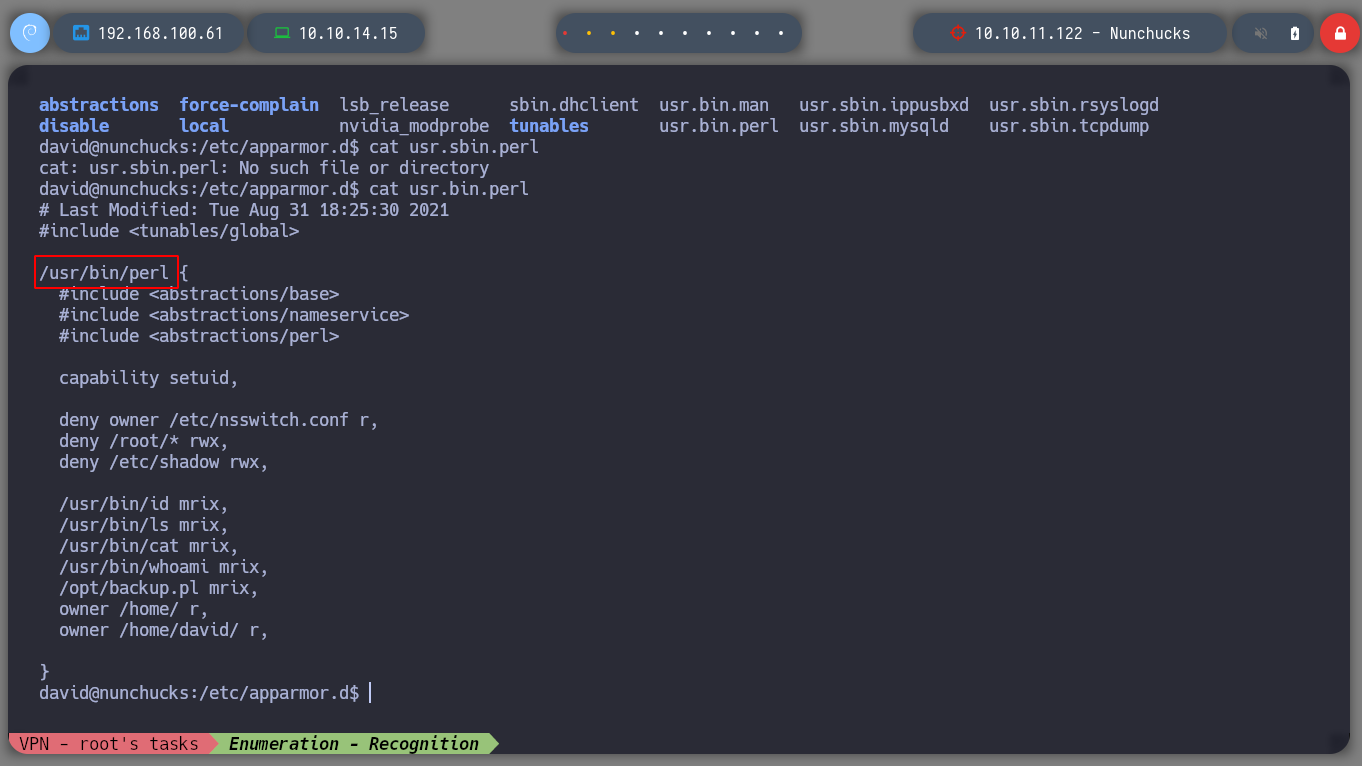 192.168.100.61 10.10.14.15 10.10.11.122 - Nunchucks
abstractions force-complain lsb_release sbin.dhclient usr.bin.man usr.sbin.ippusbxd usr.sbin.rsyslogd
disable local nvidia_modprobe tunables usr.bin.perl usr.sbin.mysqld usr.sbin.tcpdump
david@nunchucks:/etc/apparmor.d$ cat usr.sbin.perl
cat: usr.sbin.perl: No such file or directory
david@nunchucks:/etc/apparmor.d$ cat usr.bin.perl
# Last Modified: Tue Aug 31 18:25:30 2021
#include <tunables/global>
/usr/bin/perl {
#include <abstractions/base>
#include <abstractions/nameservice>
#include <abstractions/perl>
capability setuid,
deny owner /etc/nsswitch.conf r,
deny /root/* rwx,
deny /etc/shadow rwx,
/usr/bin/id mrix,
/usr/bin/ls mrix,
/usr/bin/cat mrix,
/usr/bin/whoami mrix,
/opt/backup.pl mrix,
owner /home/ r,
owner /home/david/ r,
}
david@nunchucks:/etc/apparmor.d$
VPN - root's tasks Enumeration - Recognition